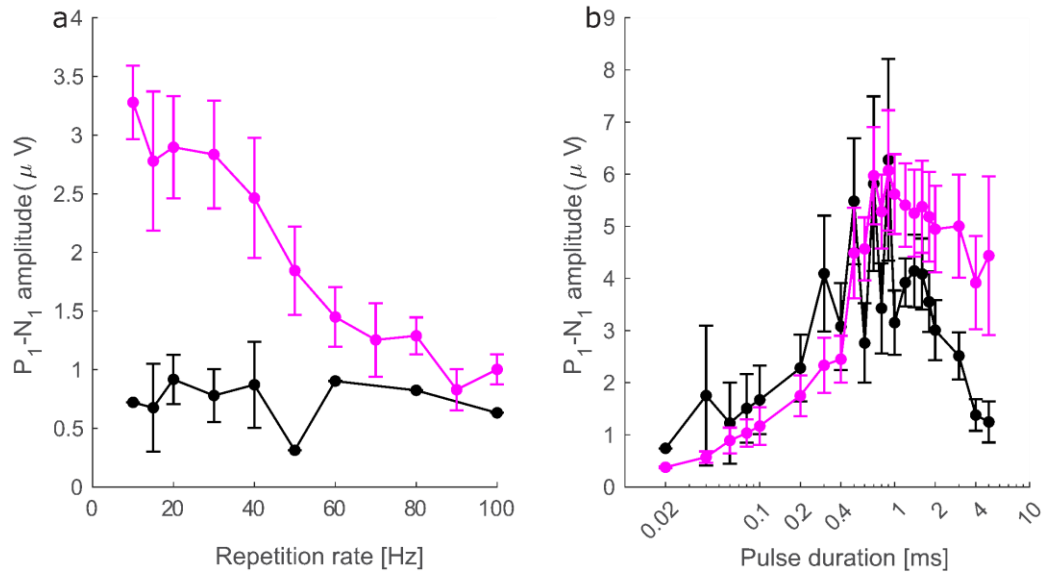 a
4
3.5
3
2.5
2
1.5
1
0.5
0
P1-N1 amplitude( μ V)
0 20 40 60 80 100
Repetition rate [Hz]
b
9
8
7
6
5
4
3
2
1
0
P1-N1 amplitude( μ V)
0.02 0.1 0.2 0.4 1 2 4 10
Pulse duration [ms]